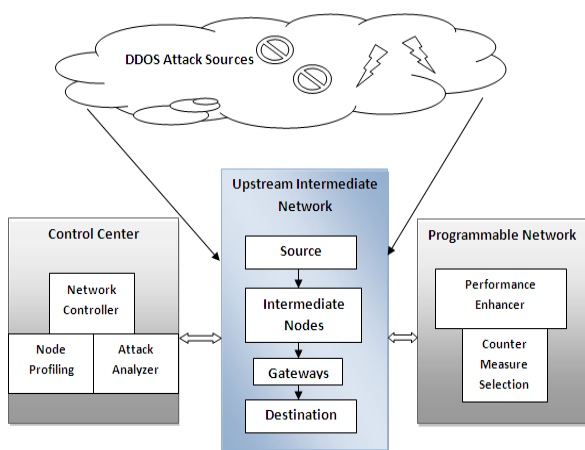 DDOS Attack Sources
Upstream Intermediate
Network
Source
Intermediate
Nodes
Gateways
Destination
Control Center
Network
Controller
Node
Profiling
Attack
Analyzer
Programmable Network
Performance
Enhancer
Counter
Measure
Selection